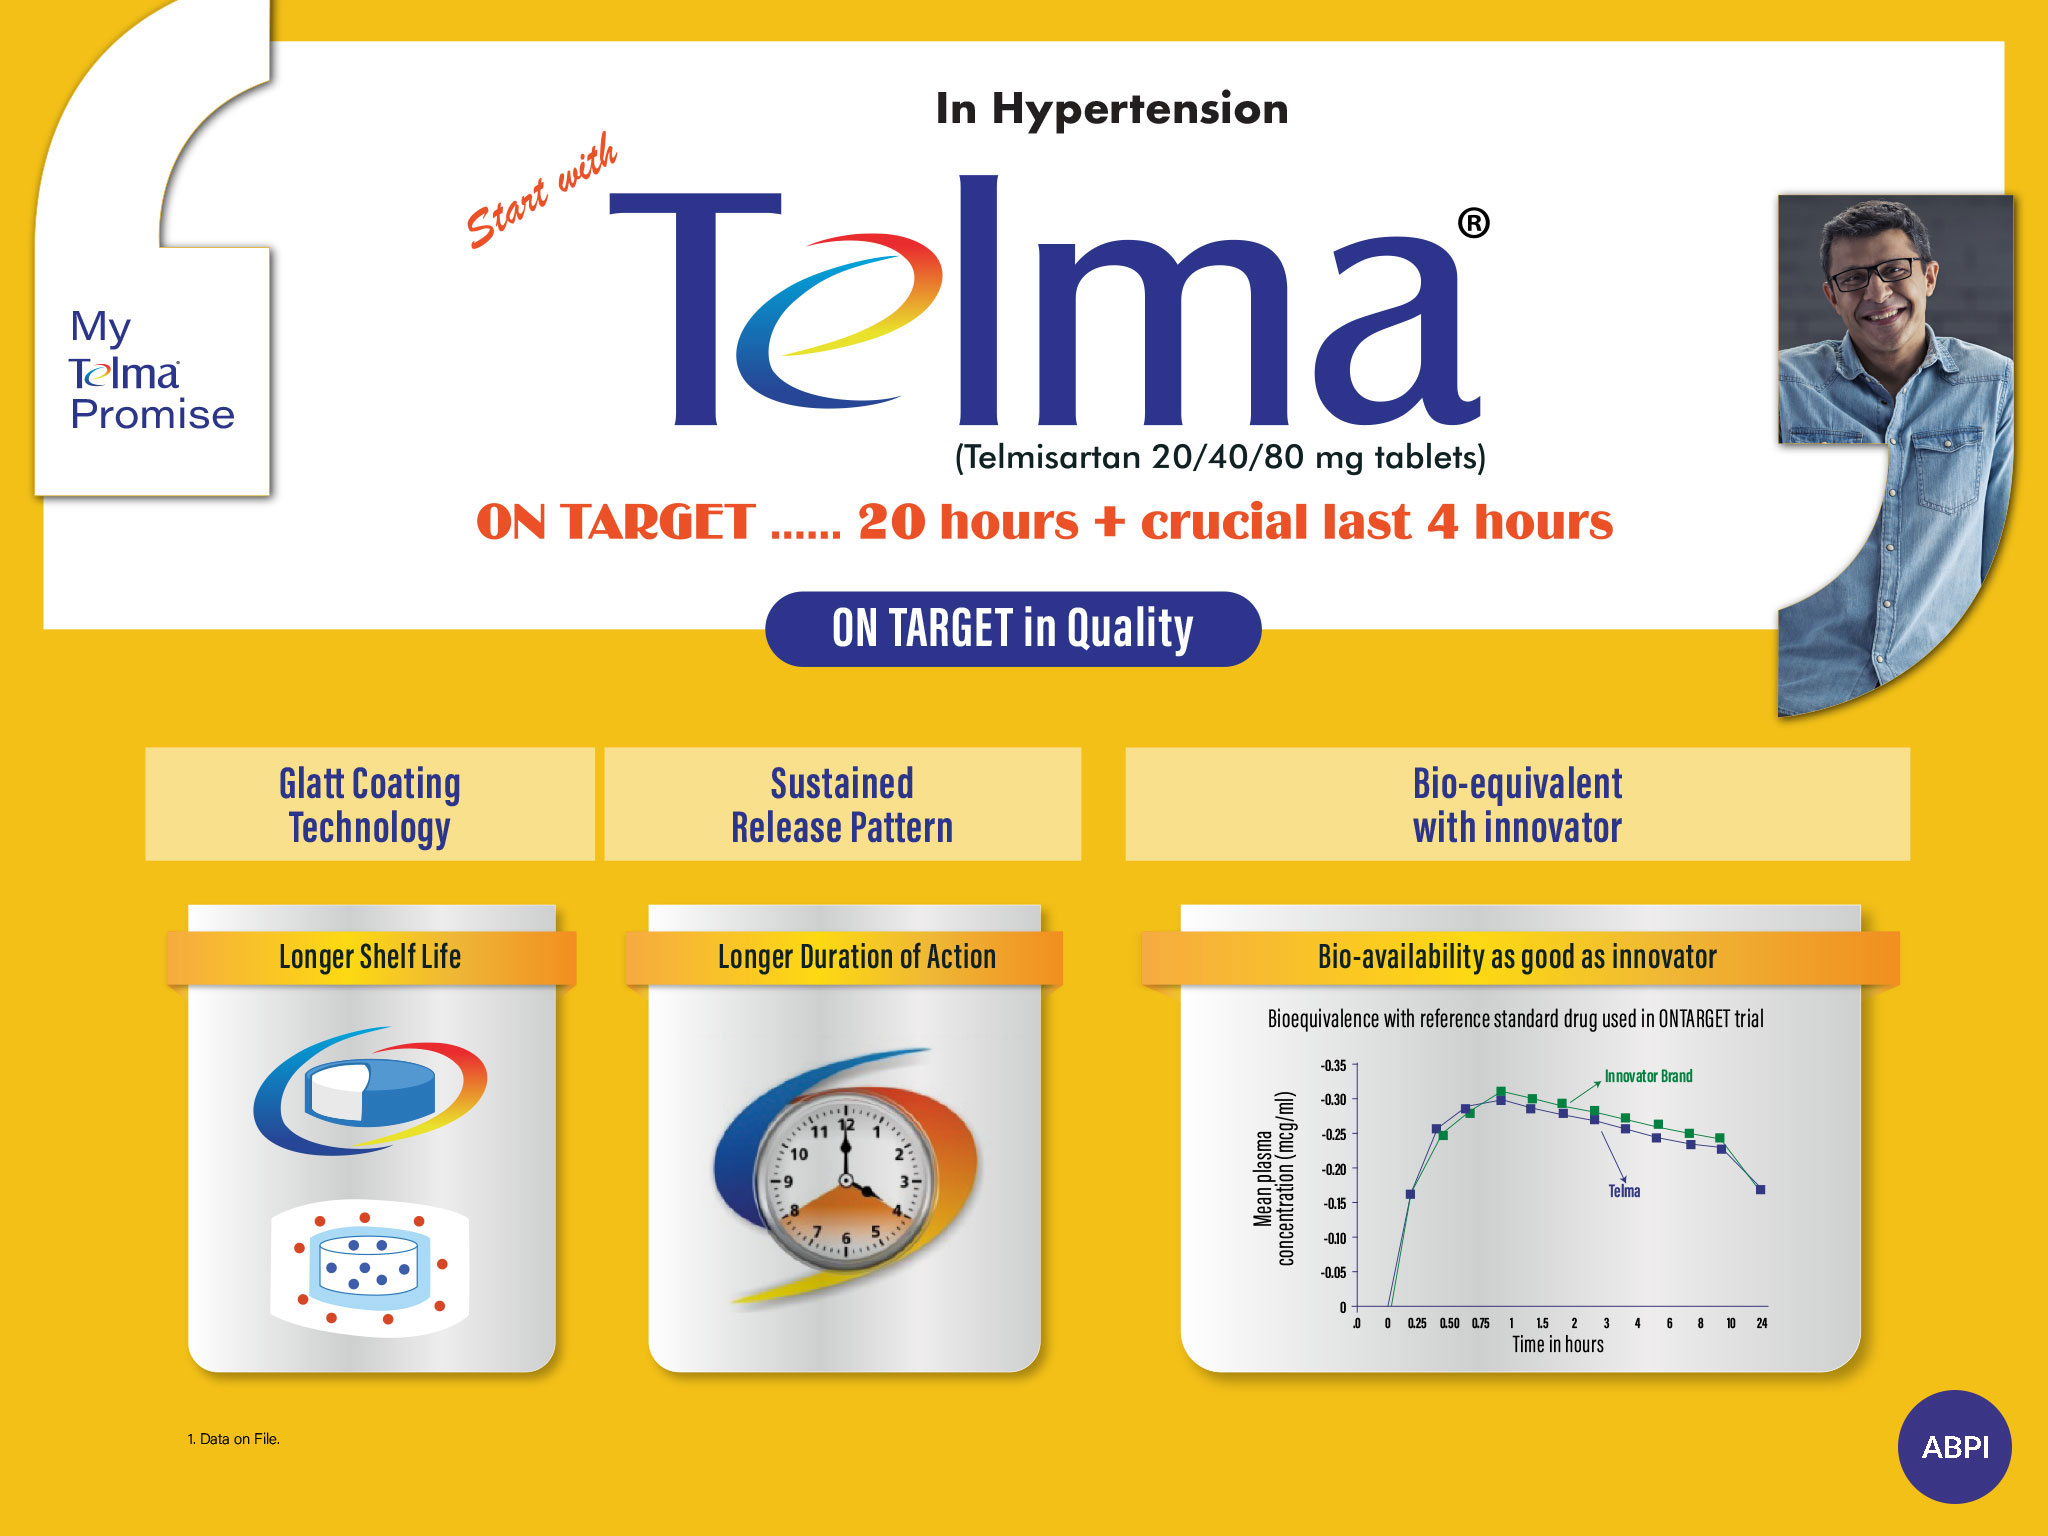 In Hypertension
Start with
Telma®
(Telmisartan 20/40/80 mg tablets)
ON TARGET ...... 20 hours + crucial last 4 hours
My
Telma
Promise
ON TARGET in Quality
Glatt Coating
Technology
Longer Shelf Life
Sustained
Release Pattern
Longer Duration of Action
12
1
2
3
4
5
6
7
8
9
10
11
Bio-equivalent
with innovator
Bio-availability as good as innovator
Bioequivalence with reference standard drug used in ONTARGET trial
Mean plasma
concentration (mcg/ml)
-0.35
-0.30
-0.25
-0.20
-0.15
-0.10
-0.05
0
Innovator Brand
Telma
.0 0 0.25 0.50 0.75 1 1.5 2 3 4 6 8 10 24
Time in hours
1. Data on File.
ABPI